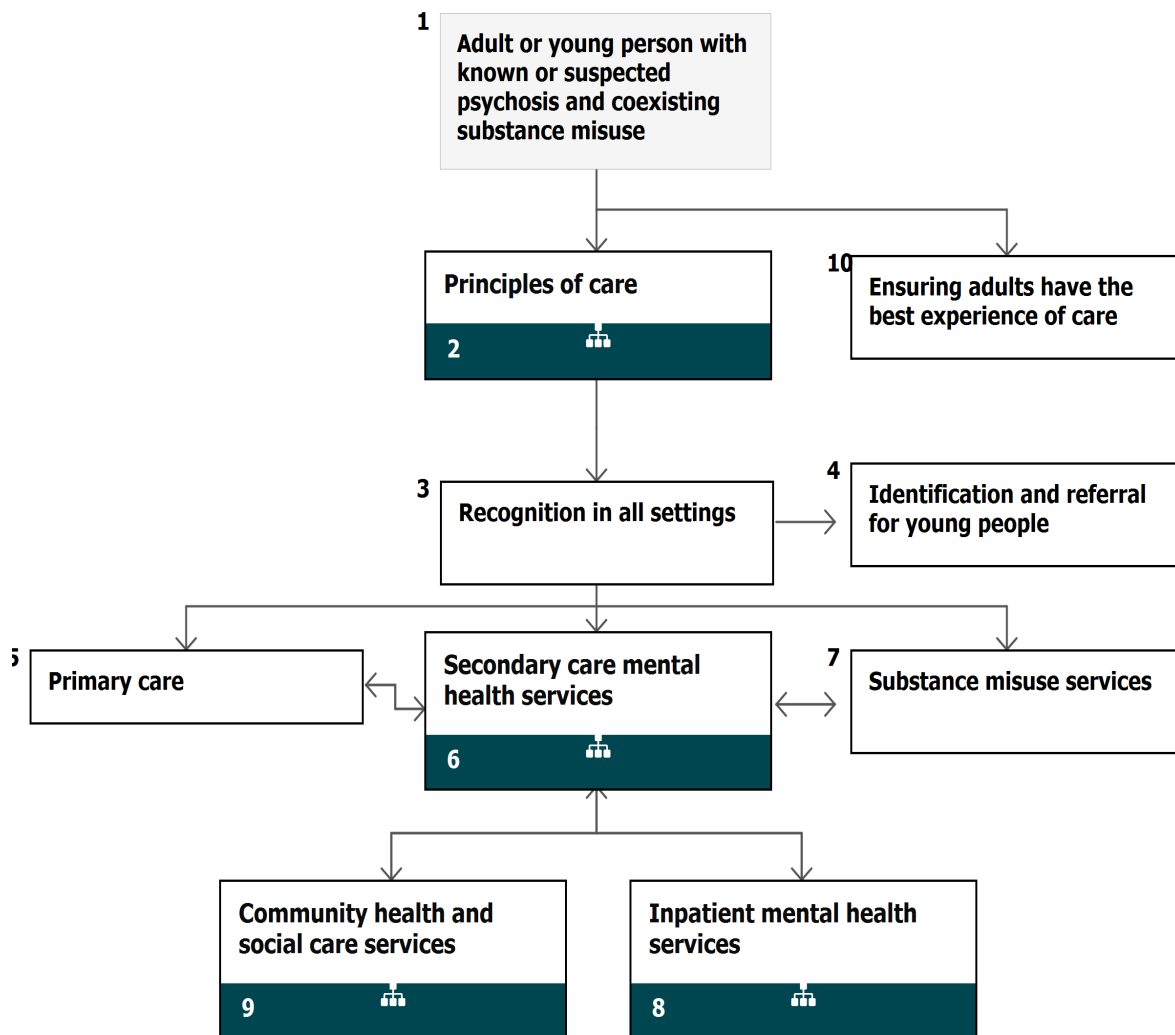 1
Adult or young person with
known or suspected
psychosis and coexisting
substance misuse
Principles of care
2
10
Ensuring adults have the
best experience of care
3
Recognition in all settings
4
Identification and referral
for young people
5
Primary care
Secondary care mental
health services
6
7
Substance misuse services
Community health and
social care services
9
Inpatient mental health
services
8